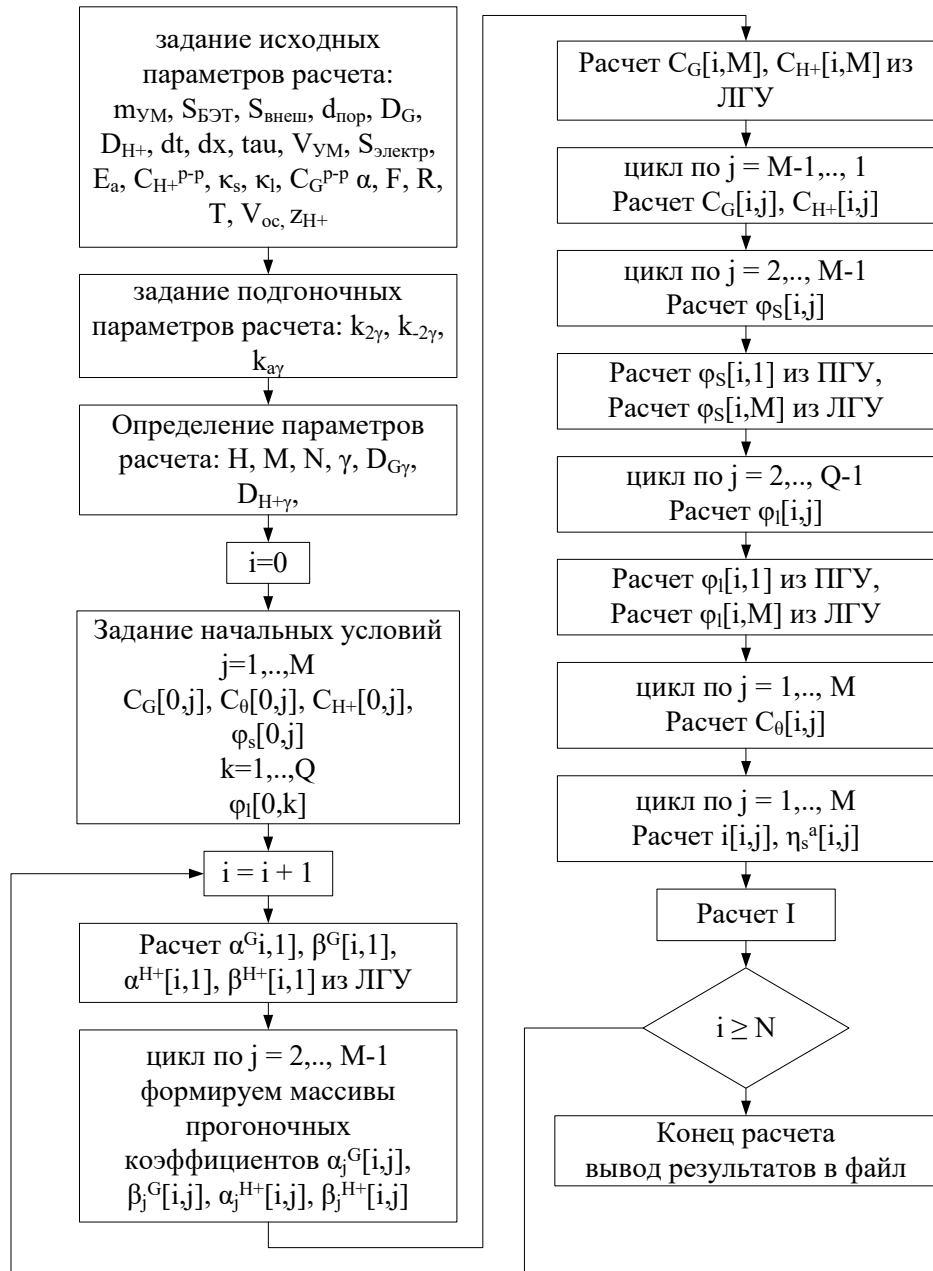 задание исходных
параметров расчета:
mУМ, SБЭТ, Sвнеш, dпор, DG,
DH+, dt, dx, tau, VУМ, Sэлектр,
Ea, CH+р-р, κs, κl, CGр-р α, F, R,
T, Voc, zH+
задание подгоночных
параметров расчета: k2γ, k-2γ,
kaγ
Определение параметров
расчета: H, M, N, γ, DGγ,
DH+γ,
i=0
Задание начальных условий
j=1,..,M
CG[0,j], Cθ[0,j], CH+[0,j],
φs[0,j]
k=1,..,Q
φl[0,k]
i = i + 1
Расчет αGi,1], βG[i,1],
αH+[i,1], βH+[i,1] из ЛГУ
цикл по j = 2,.., M-1
формируем массивы
прогоночных
коэффициентов αjG[i,j],
βjG[i,j], αjH+[i,j], βjH+[i,j]
Расчет CG[i,M], CH+[i,M] из
ЛГУ
цикл по j = M-1,.., 1
Расчет CG[i,j], CH+[i,j]
цикл по j = 2,.., M-1
Расчет φS[i,j]
Расчет φS[i,1] из ПГУ,
Расчет φS[i,M] из ЛГУ
цикл по j = 2,.., Q-1
Расчет φl[i,j]
Расчет φl[i,1] из ПГУ,
Расчет φl[i,M] из ЛГУ
цикл по j = 1,.., M
Расчет Cθ[i,j]
цикл по j = 1,.., M
Расчет i[i,j], ηsa[i,j]
Расчет I
i ≥ N
Конец расчета
вывод результатов в файл